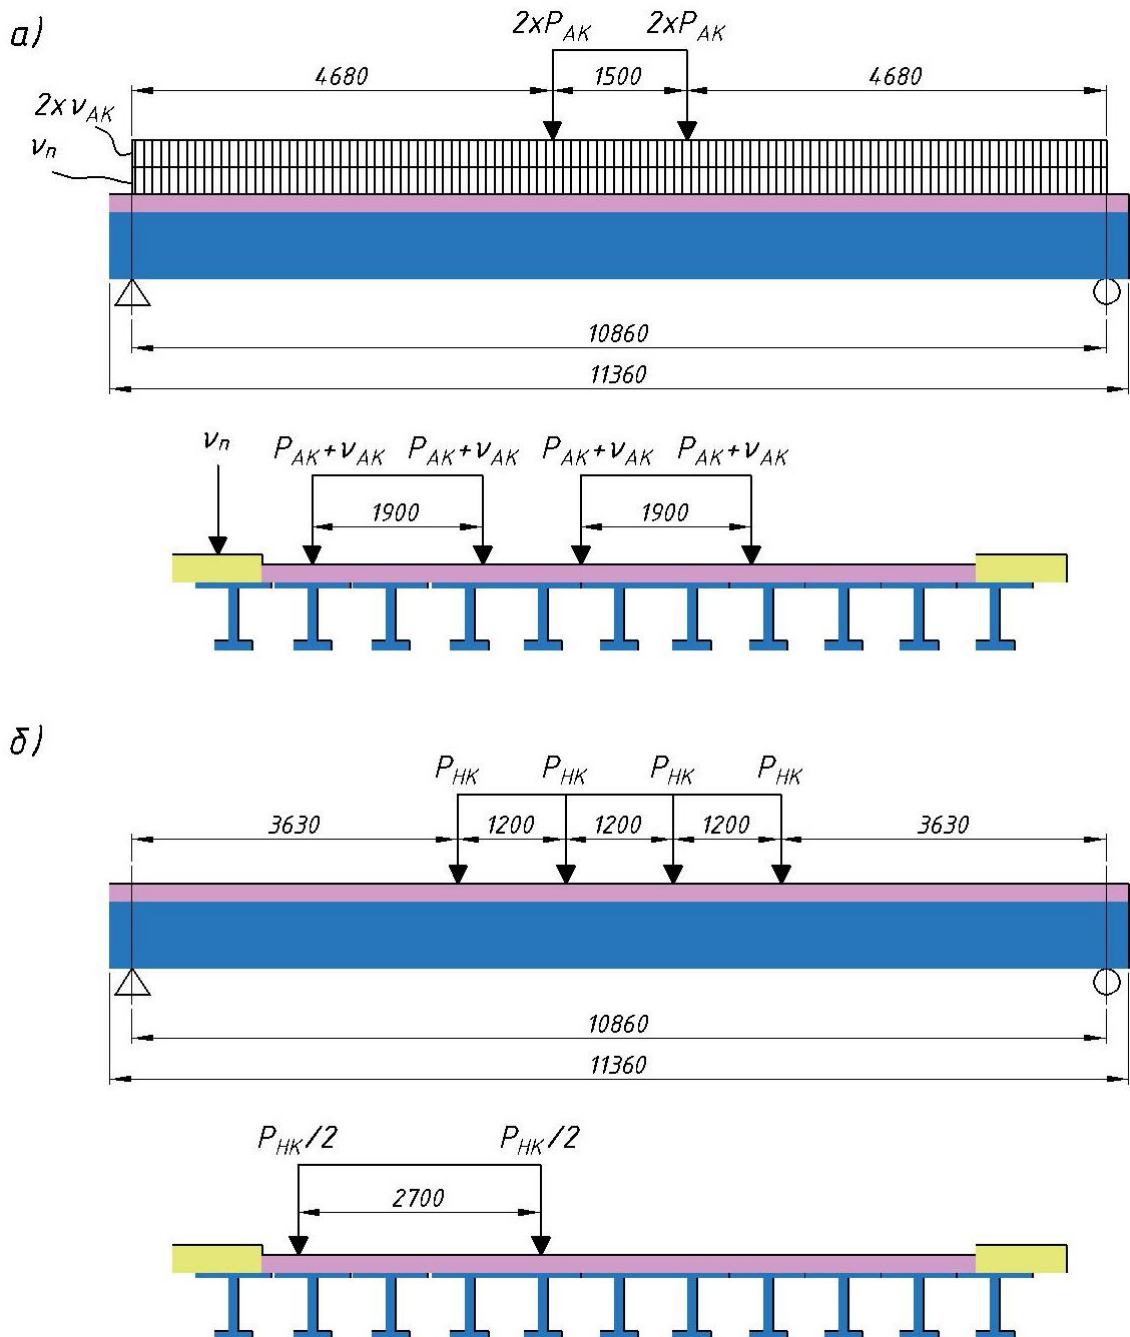 а)
2xP_AK 2xP_AK
4680 1500 4680
2xν_AK
ν_n
10860
11360
ν_n P_AK+ν_AK P_AK+ν_AK P_AK+ν_AK P_AK+ν_AK
1900 1900
б)
P_HK P_HK P_HK P_HK
3630 1200 1200 1200 3630
10860
11360
P_HK/2 P_HK/2
2700